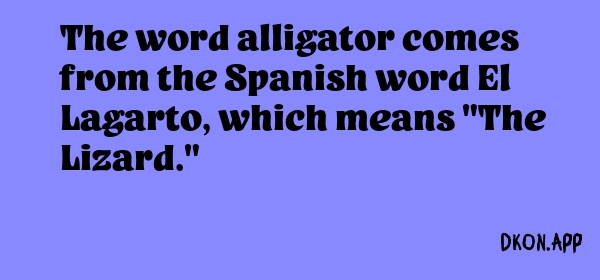 The word alligator comes
from the Spanish word El
Lagarto, which means "The
Lizard."
DKON.APP